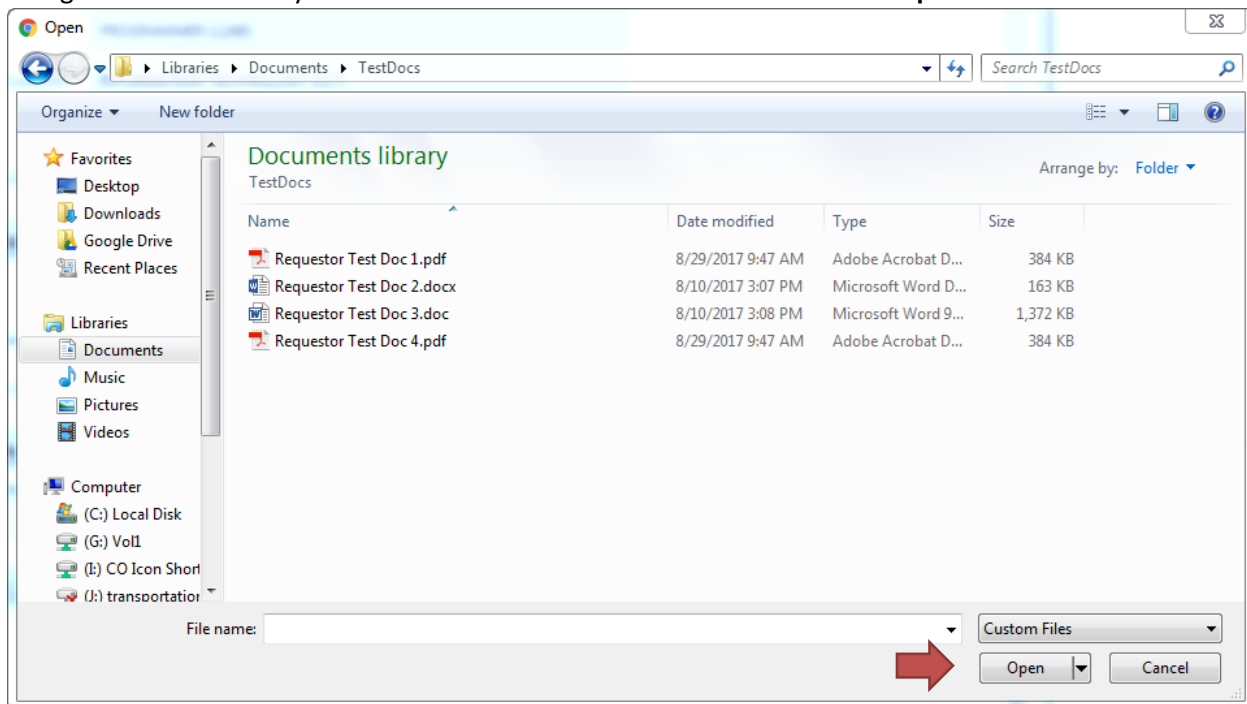 Open
Libraries ▸ Documents ▸ TestDocs
Search TestDocs
Organize
New folder
Favorites
Desktop
Downloads
Google Drive
Recent Places
Libraries
Documents
Music
Pictures
Videos
Computer
(C:) Local Disk
(G:) Vol1
(I:) CO Icon Short
(J:) transportation
Documents library
TestDocs
Arrange by: Folder
Name Date modified Type Size
Requestor Test Doc 1.pdf 8/29/2017 9:47 AM Adobe Acrobat D... 384 KB
Requestor Test Doc 2.docx 8/10/2017 3:07 PM Microsoft Word D... 163 KB
Requestor Test Doc 3.doc 8/10/2017 3:08 PM Microsoft Word 9... 1,372 KB
Requestor Test Doc 4.pdf 8/29/2017 9:47 AM Adobe Acrobat D... 384 KB
File name:
Custom Files
Open
Cancel